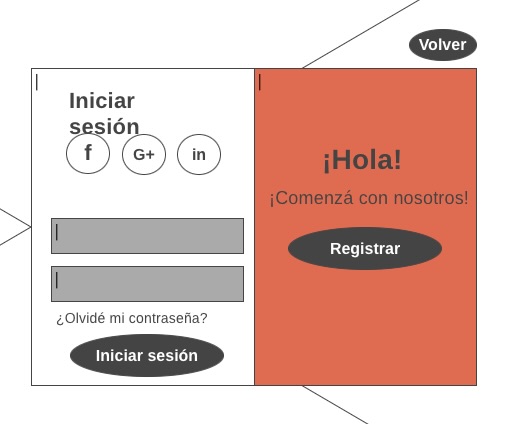 Volver
Iniciar
sesión
f
G+
in
¿Olvidé mi contraseña?
Iniciar sesión
¡Hola!
¡Comenzá con nosotros!
Registrar